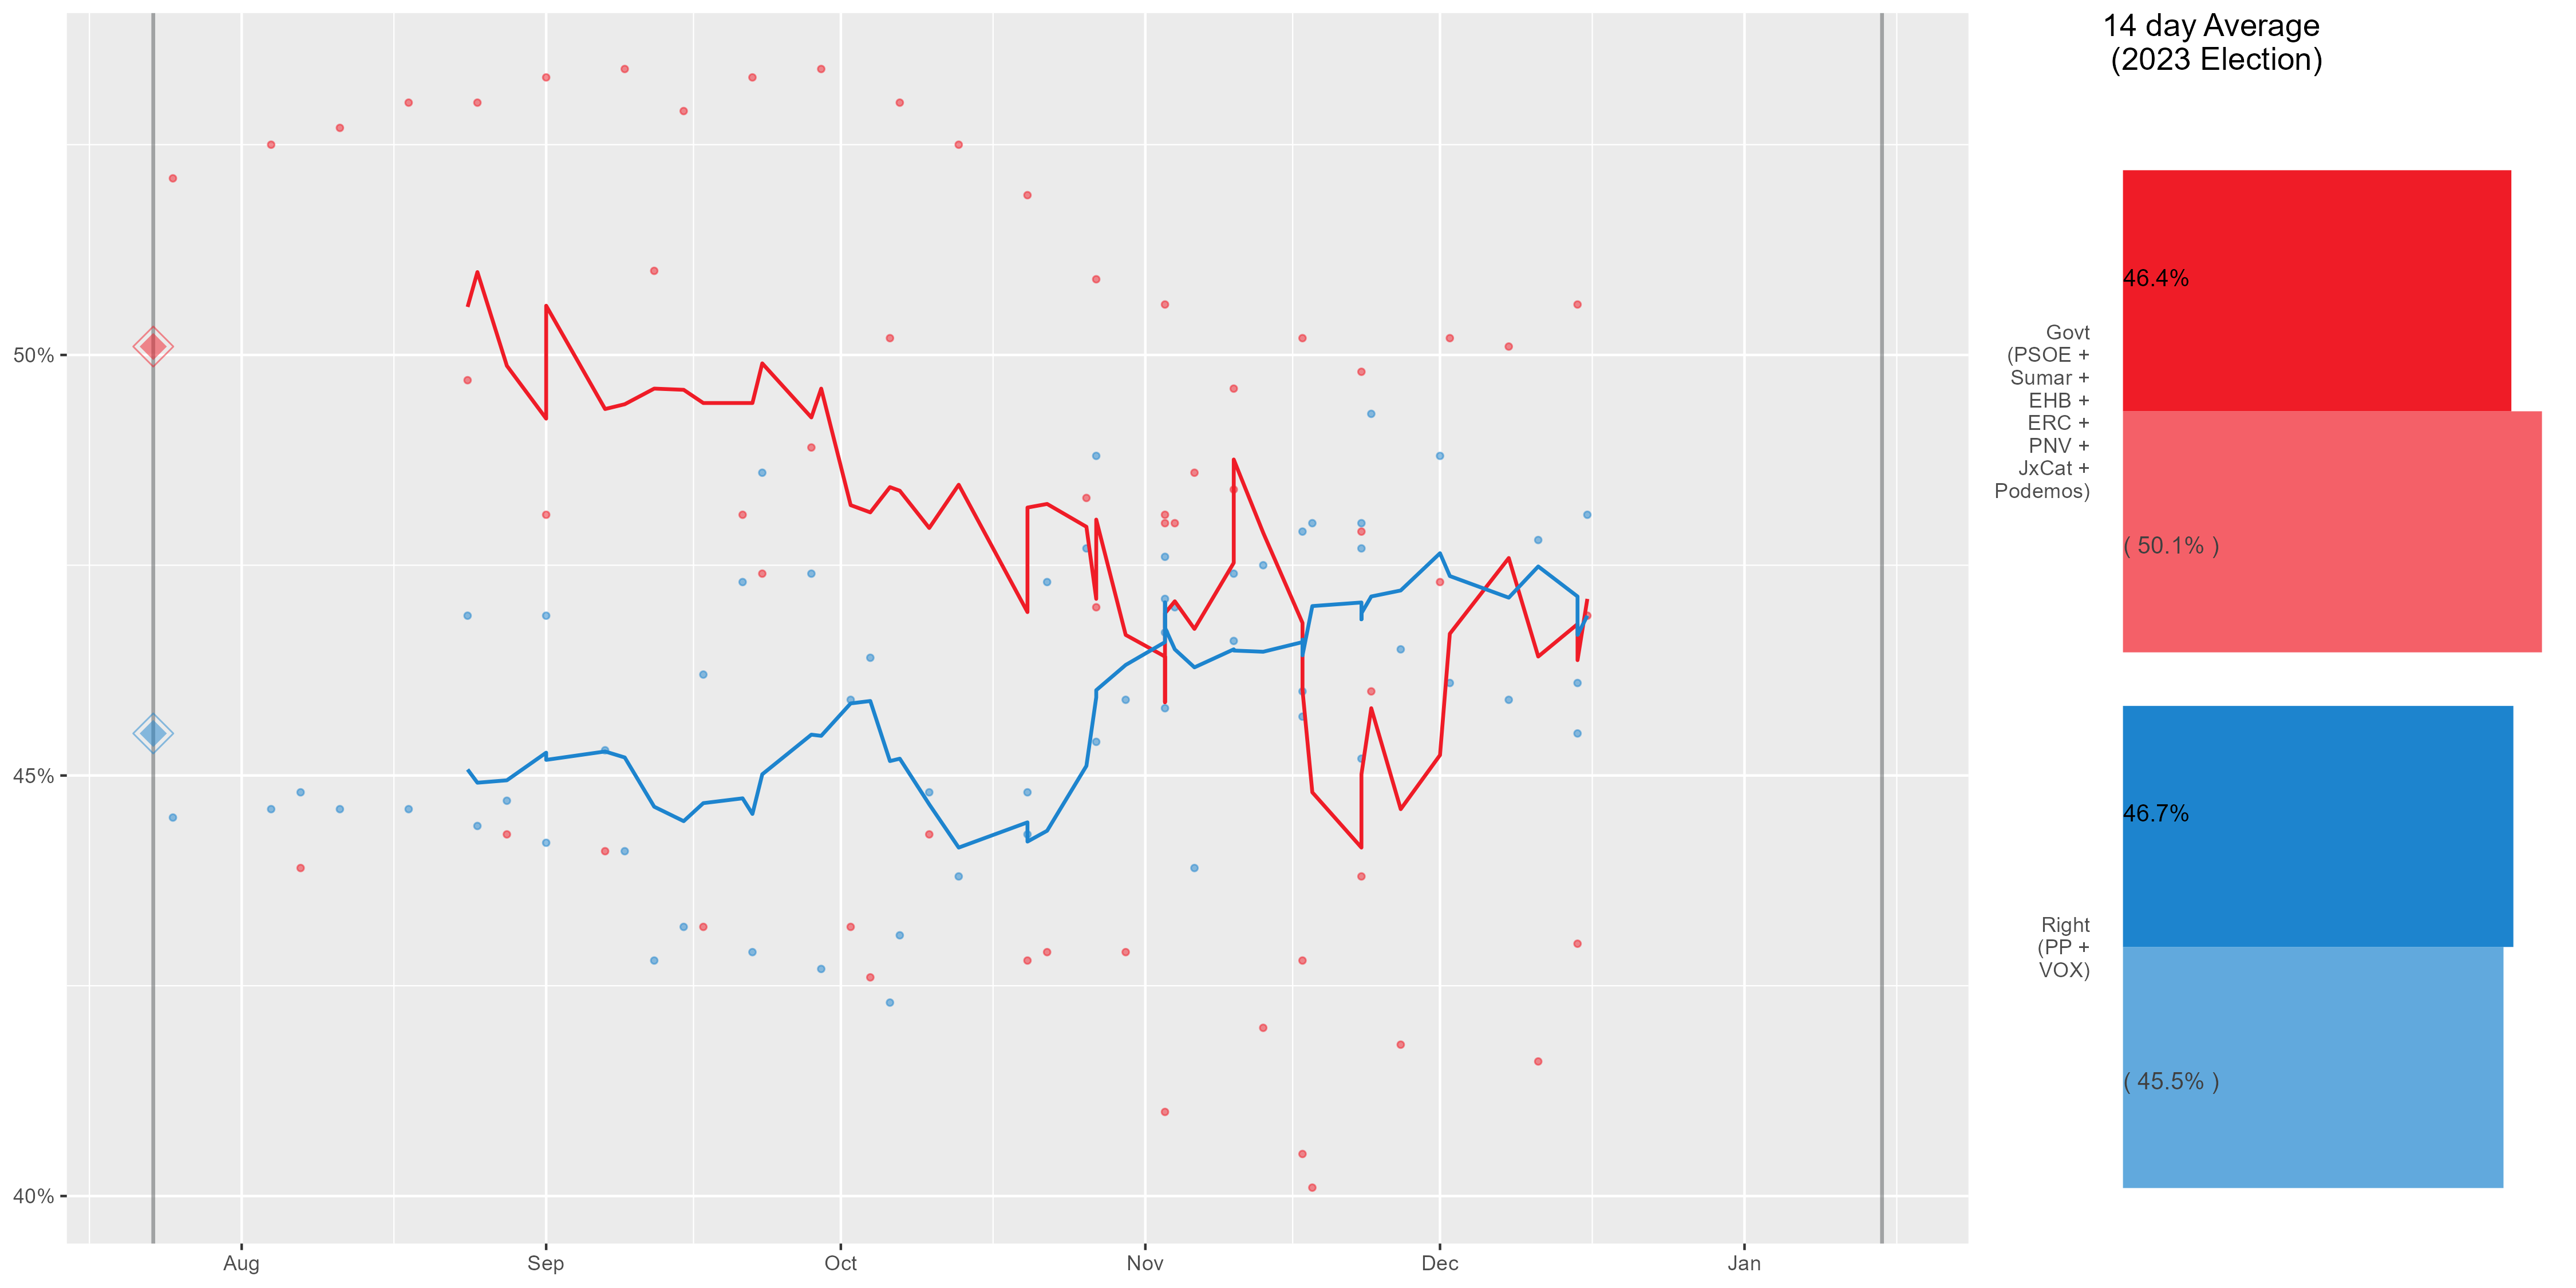 14 day Average
(2023 Election)
50%
45%
40%
Aug
Sep
Oct
Nov
Dec
Jan
Govt
(PSOE +
Sumar +
EHB +
ERC +
PNV +
JxCat +
Podemos)
46.4%
( 50.1% )
Right
(PP +
VOX)
46.7%
( 45.5% )